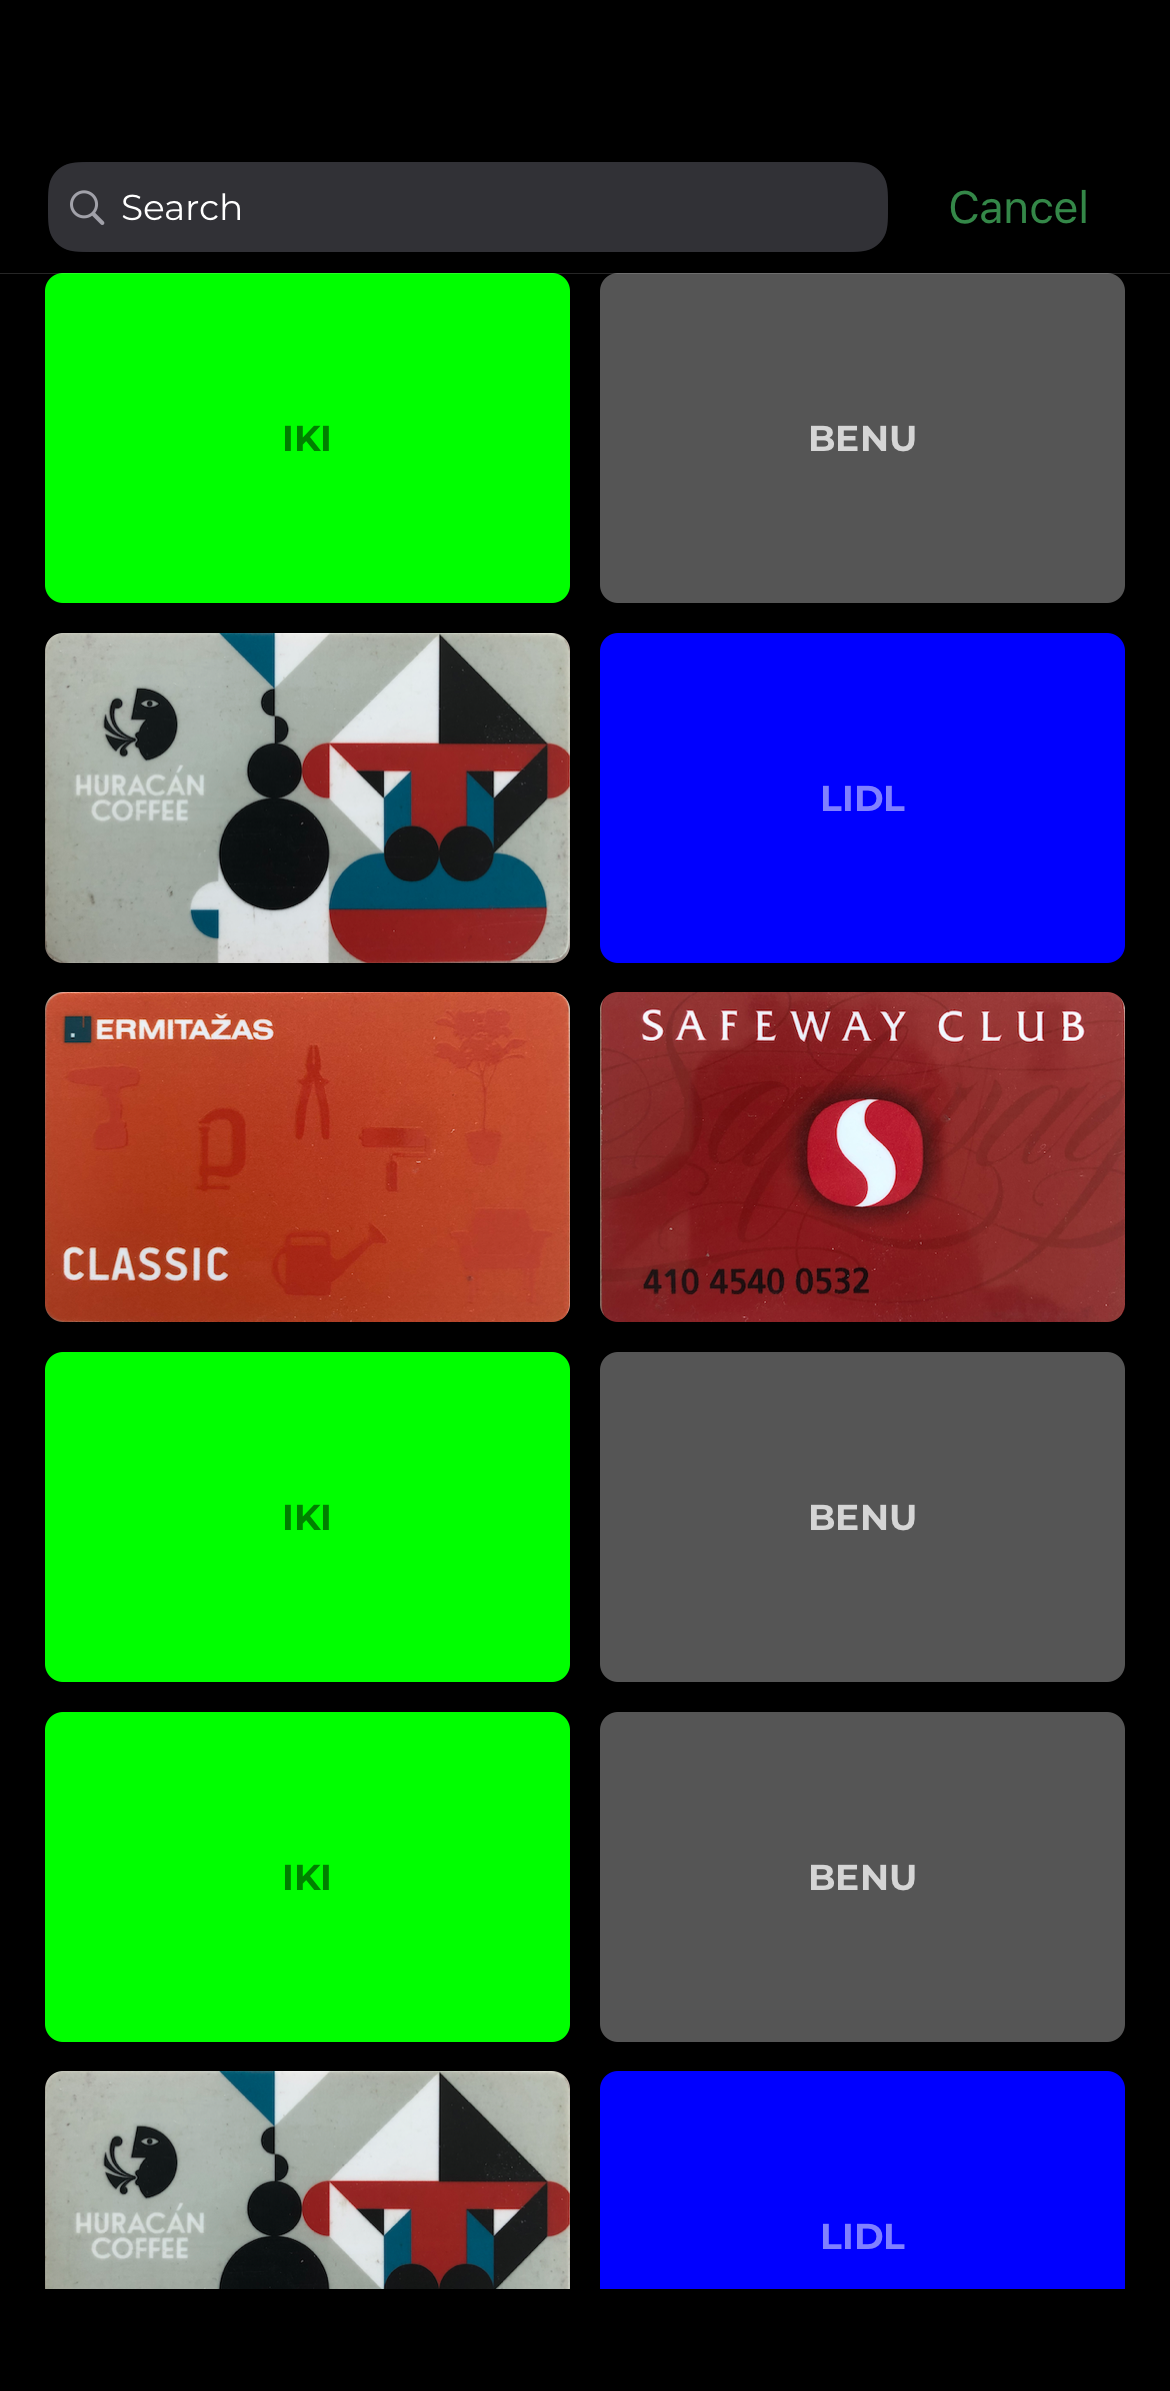 Search
Cancel
IKI
BENU
HURACÁN
COFFEE
LIDL
ERMITAŽAS
CLASSIC
SAFEWAY CLUB
410 4540 0532
IKI
BENU
IKI
BENU
HURACÁN
COFFEE
LIDL